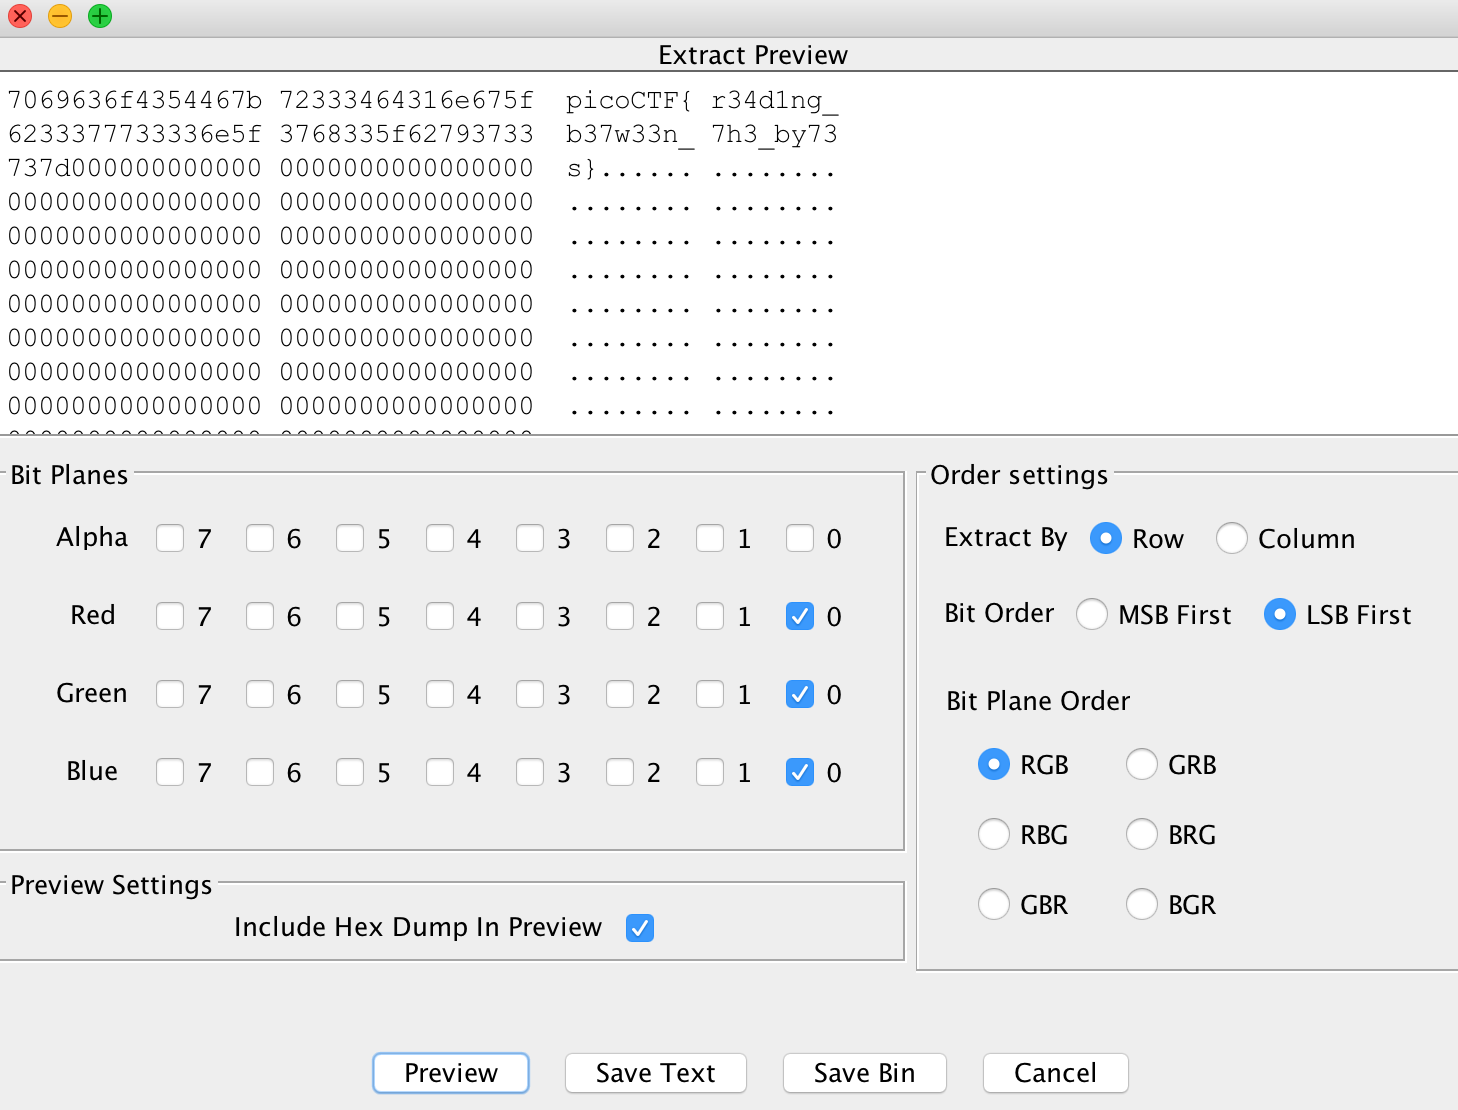 Extract Preview
7069636f4354467b 72333464316e675f picoCTF{ r34d1ng_
6233377733336e5f 3768335f62793733 b37w33n_ 7h3_by73
737d000000000000 0000000000000000 s}...... ........
0000000000000000 0000000000000000 ........ ........
0000000000000000 0000000000000000 ........ ........
0000000000000000 0000000000000000 ........ ........
0000000000000000 0000000000000000 ........ ........
0000000000000000 0000000000000000 ........ ........
0000000000000000 0000000000000000 ........ ........
0000000000000000 0000000000000000 ........ ........
Bit Planes
Alpha 7 6 5 4 3 2 1 0
Red 7 6 5 4 3 2 1 0
Green 7 6 5 4 3 2 1 0
Blue 7 6 5 4 3 2 1 0
Preview Settings
Include Hex Dump In Preview
Order settings
Extract By Row Column
Bit Order MSB First LSB First
Bit Plane Order
RGB GRB
RBG BRG
GBR BGR
Preview Save Text Save Bin Cancel